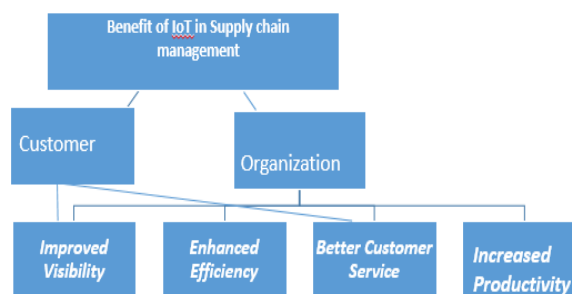 Benefit of IoT in Supply chain
management
Customer
Organization
Improved
Visibility
Enhanced
Efficiency
Better Customer
Service
Increased
Productivity